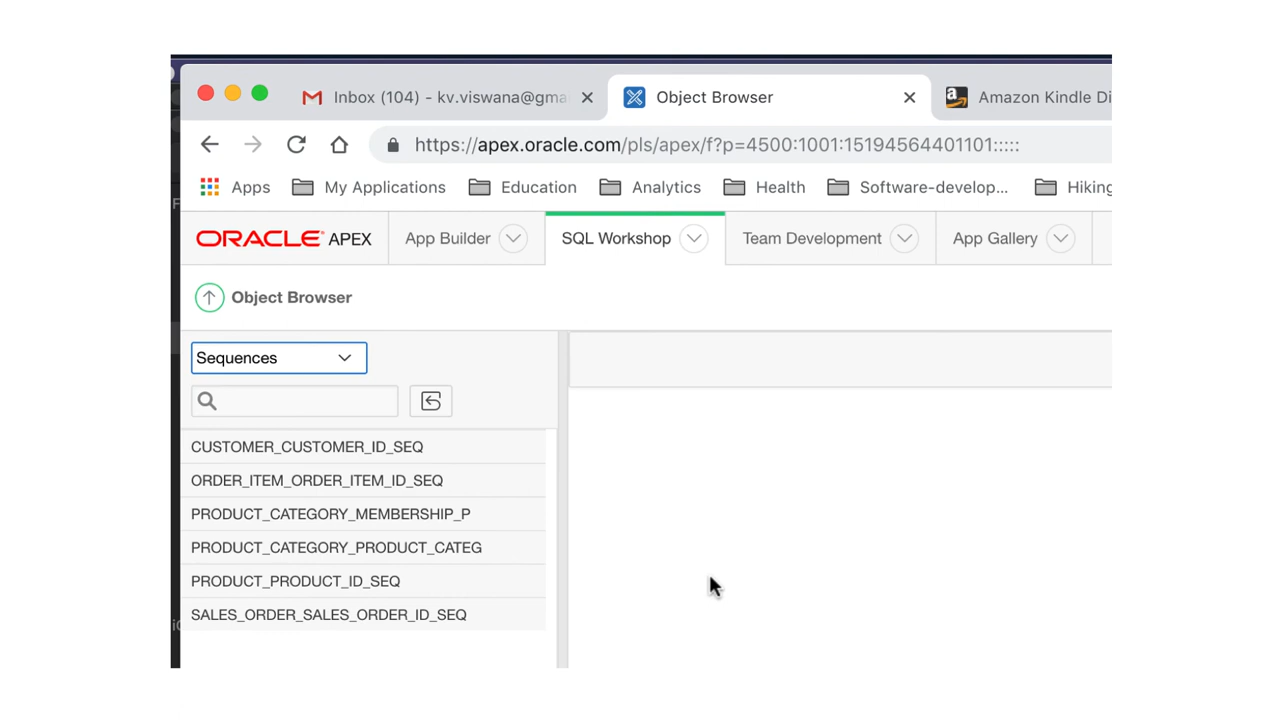 Inbox (104) - kv.viswana@gma
Object Browser
Amazon Kindle Di
https://apex.oracle.com/pls/apex/f?p=4500:1001:15194564401101:::::
Apps My Applications Education Analytics Health Software-develop... Hiking
ORACLE® APEX App Builder SQL Workshop Team Development App Gallery
Object Browser
Sequences
CUSTOMER_CUSTOMER_ID_SEQ
ORDER_ITEM_ORDER_ITEM_ID_SEQ
PRODUCT_CATEGORY_MEMBERSHIP_P
PRODUCT_CATEGORY_PRODUCT_CATEG
PRODUCT_PRODUCT_ID_SEQ
SALES_ORDER_SALES_ORDER_ID_SEQ